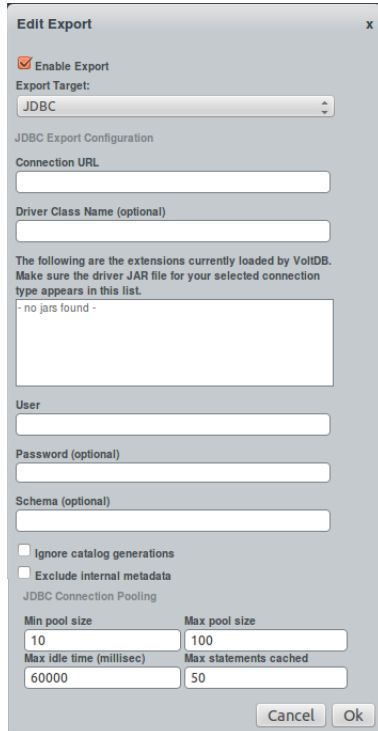 Edit Export x
Enable Export
Export Target:
JDBC
JDBC Export Configuration
Connection URL
Driver Class Name (optional)
The following are the extensions currently loaded by VoltDB.
Make sure the driver JAR file for your selected connection
type appears in this list.
- no jars found -
User
Password (optional)
Schema (optional)
Ignore catalog generations
Exclude internal metadata
JDBC Connection Pooling
Min pool size Max pool size
10 100
Max idle time (millisec) Max statements cached
60000 50
Cancel Ok